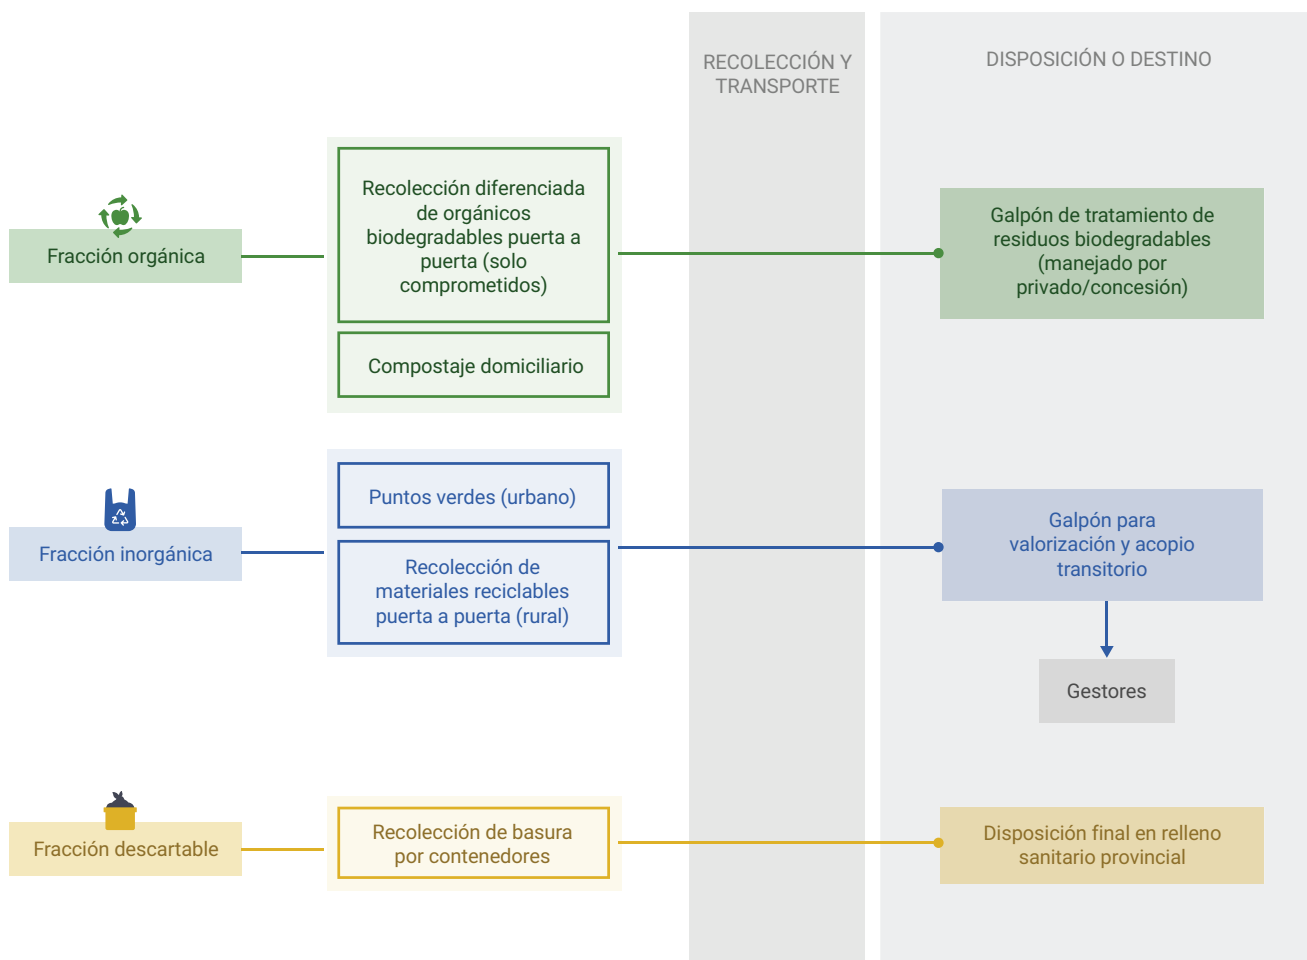 RECOLECCIÓN Y
TRANSPORTE
DISPOSICIÓN O DESTINO
Fracción orgánica
Recolección diferenciada
de orgánicos
biodegradables puerta a
puerta (solo
comprometidos)
Compostaje domiciliario
Galpón de tratamiento de
residuos biodegradables
(manejado por
privado/concesión)
Fracción inorgánica
Puntos verdes (urbano)
Recolección de
materiales reciclables
puerta a puerta (rural)
Galpón para
valorización y acopio
transitorio
Gestores
Fracción descartable
Recolección de basura
por contenedores
Disposición final en relleno
sanitario provincial